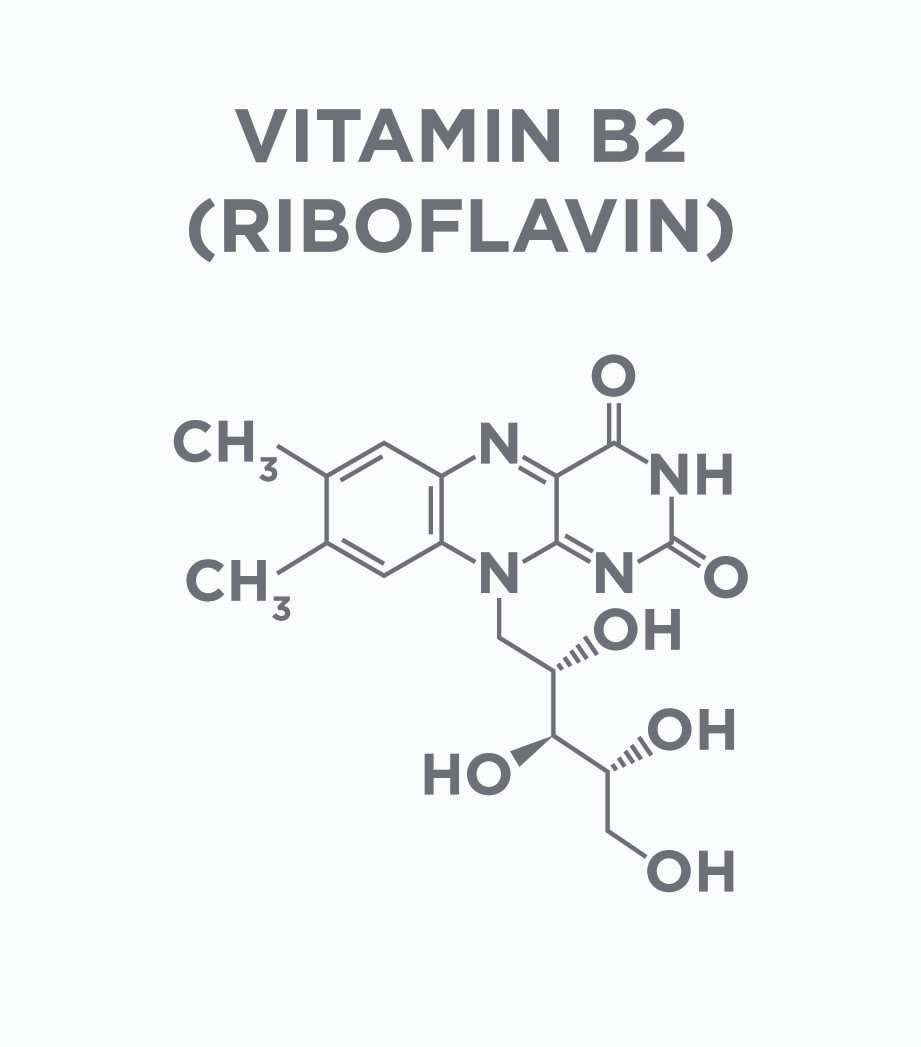 VITAMIN B2
(RIBOFLAVIN)
O
CH₃
N
NH
CH₃
N
N
O
OH
OH
HO
OH